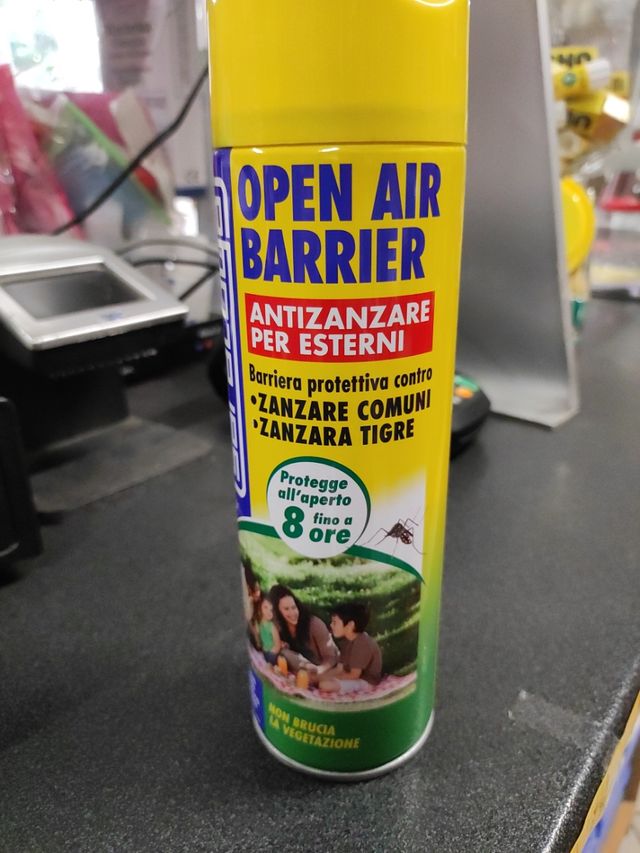 OPEN AIR
BARRIER
ANTIZANZARE
PER ESTERNI
Barriera protettiva contro
•ZANZARE COMUNI
•ZANZARA TIGRE
Protegge
all'aperto
8 fino a
ore
NON BRUCIA
LA VEGETAZIONE